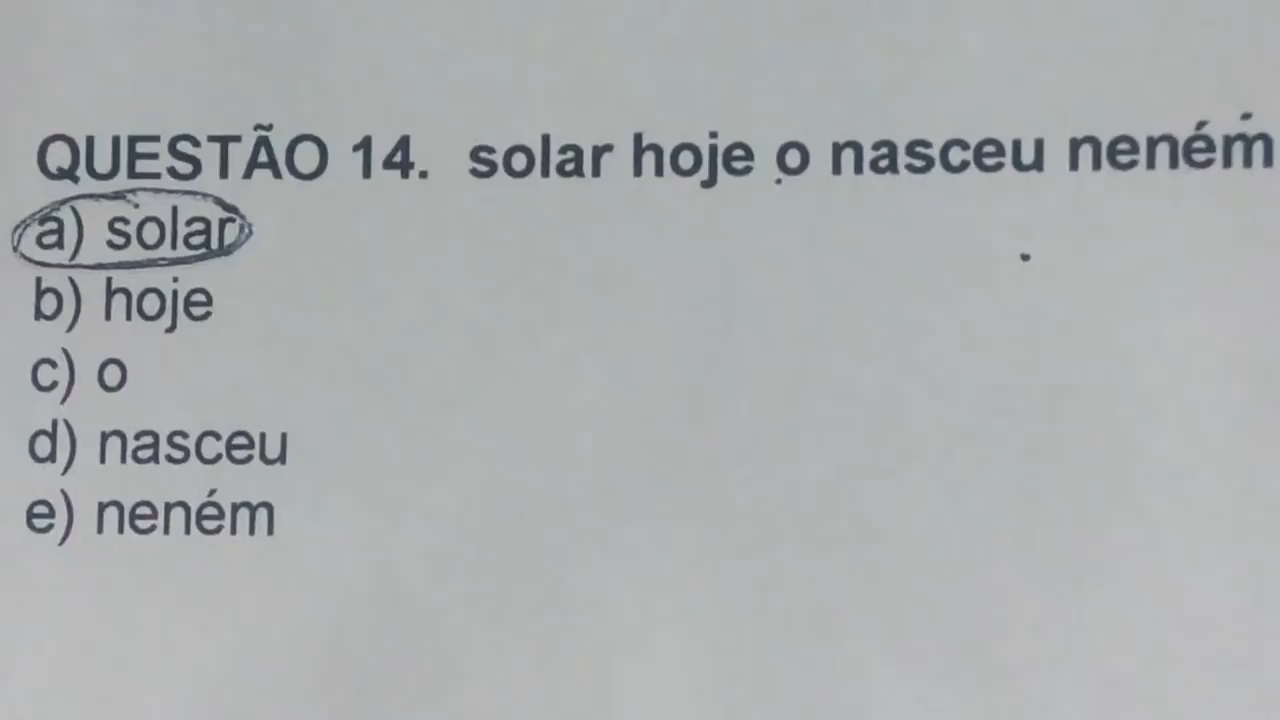 QUESTÃO 14. solar hoje o nasceu neném
a) solar
b) hoje
c) o
d) nasceu
e) neném